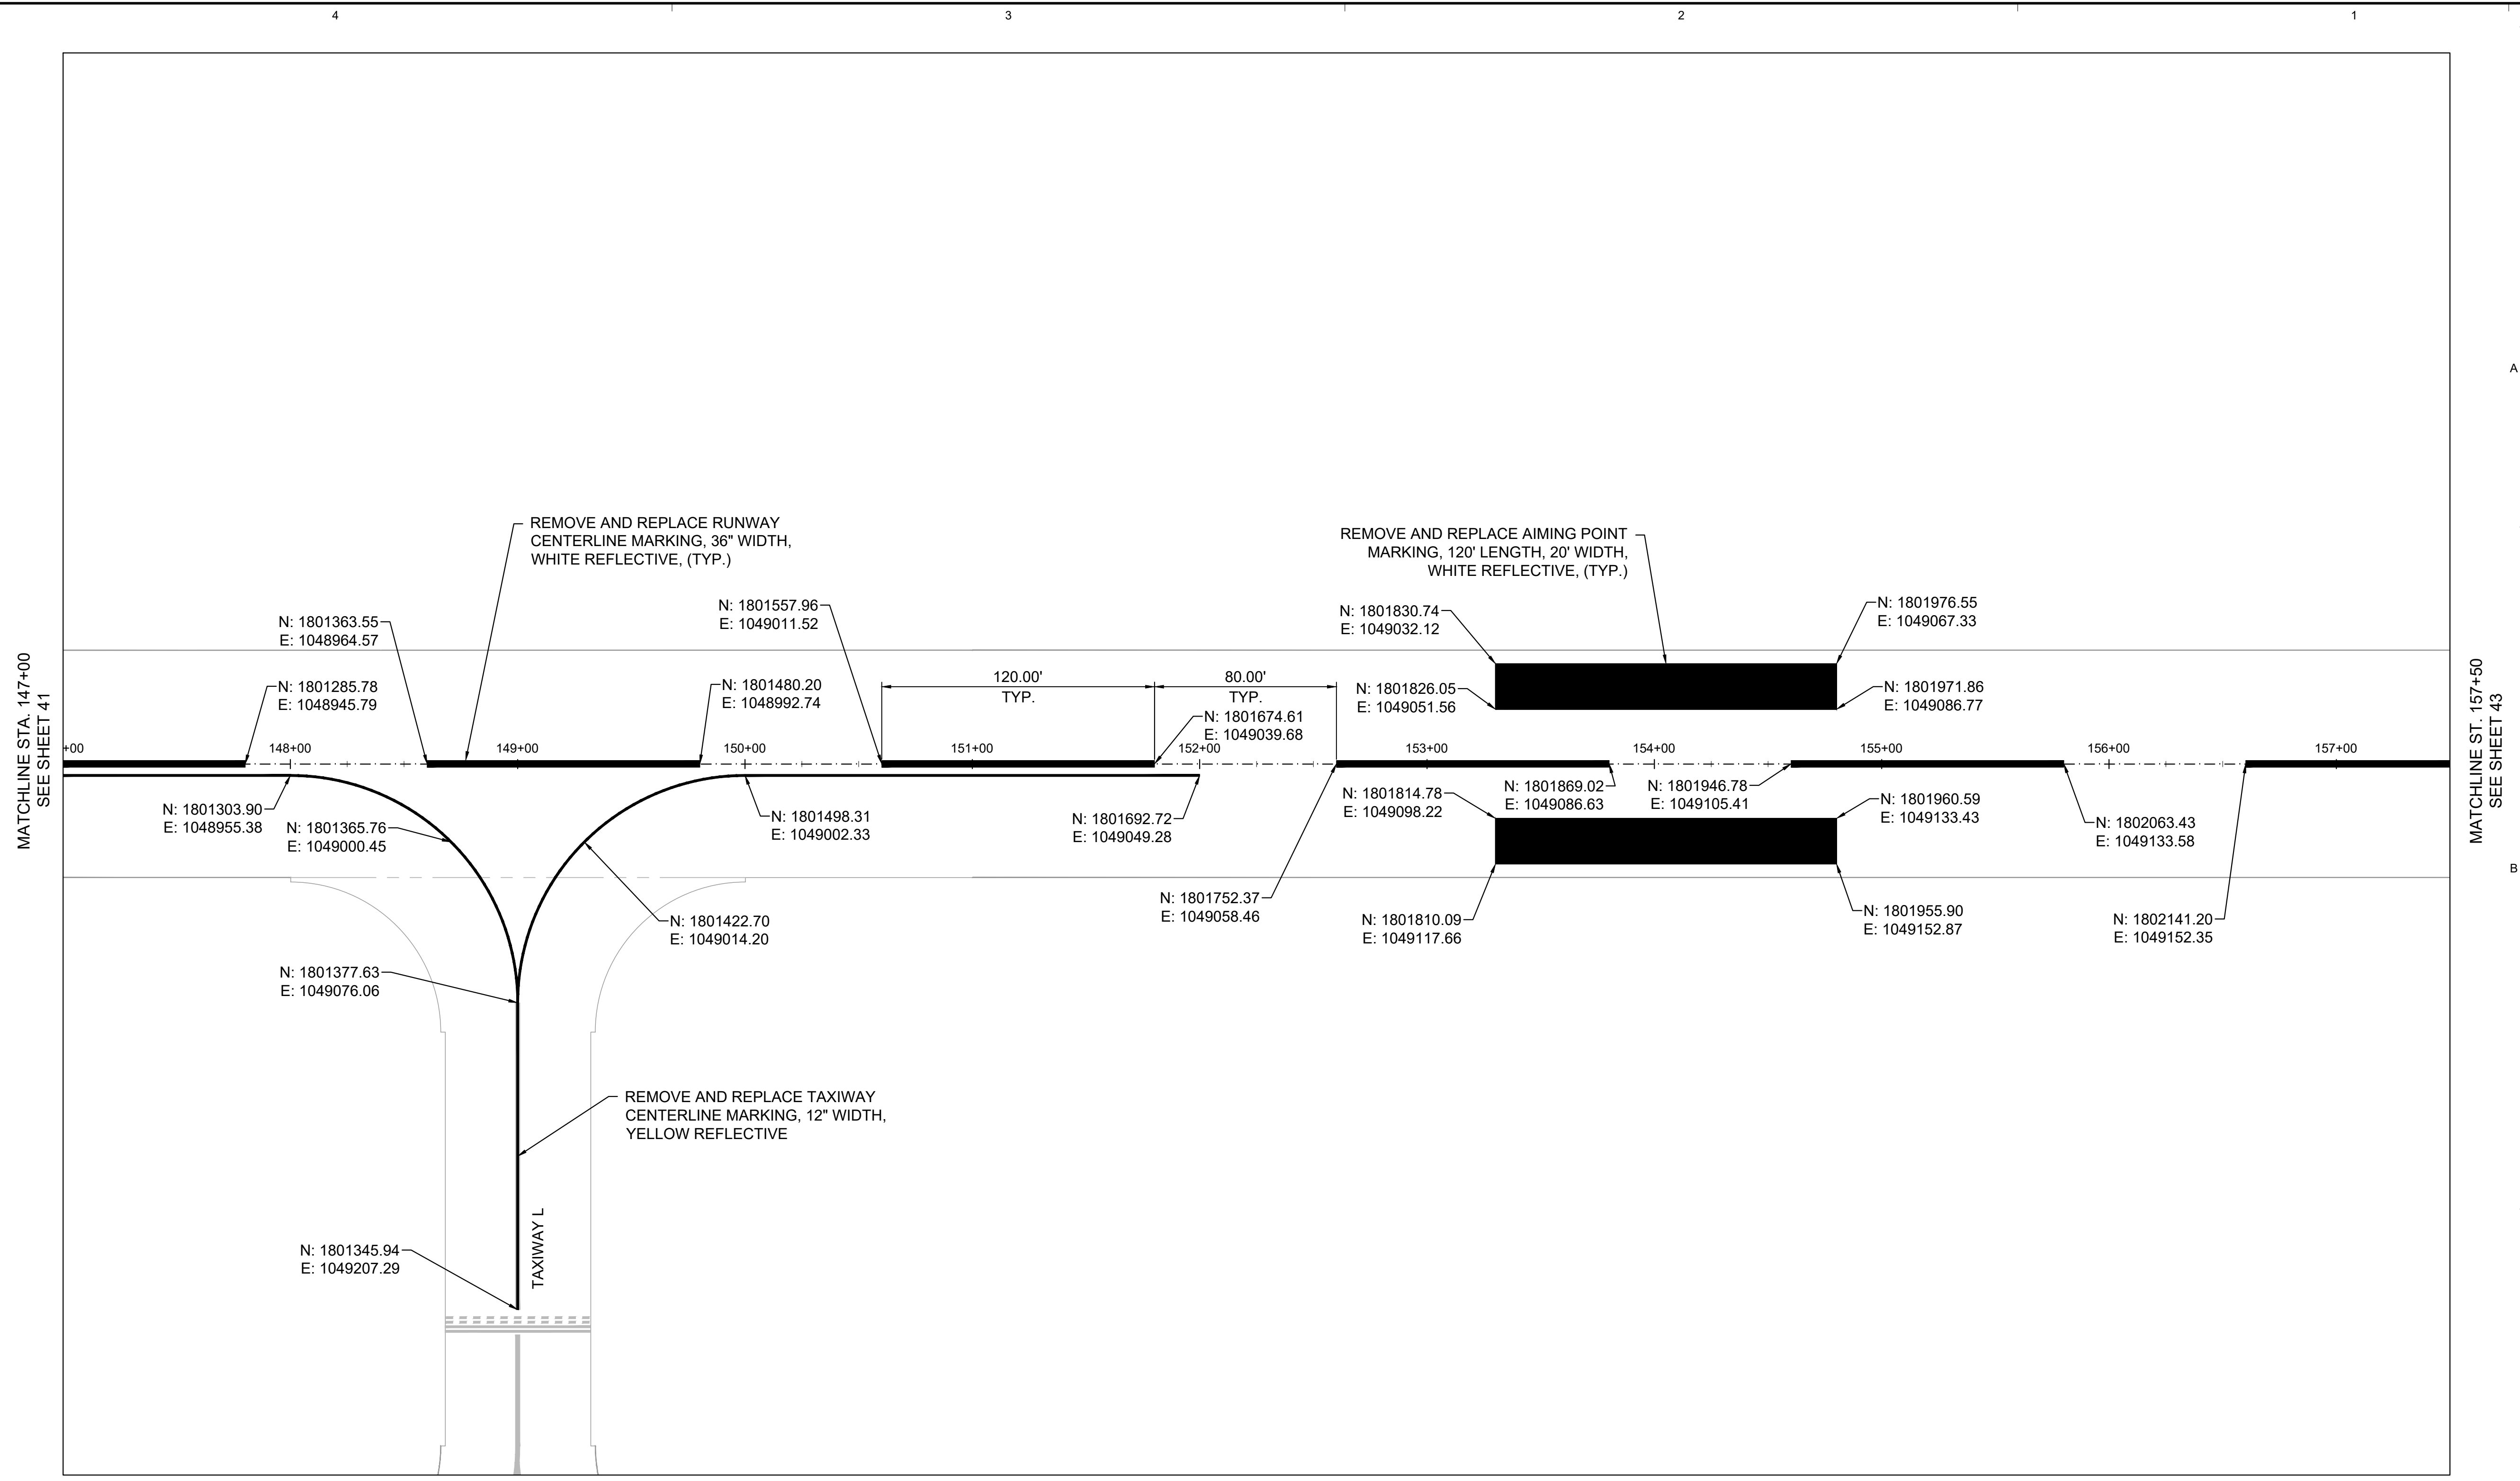 4
3
2
1
REMOVE AND REPLACE RUNWAY
CENTERLINE MARKING, 36" WIDTH,
WHITE REFLECTIVE, (TYP.)
REMOVE AND REPLACE AIMING POINT
MARKING, 120' LENGTH, 20' WIDTH,
WHITE REFLECTIVE, (TYP.)
A
N: 1801363.55
E: 1048964.57
N: 1801557.96
E: 1049011.52
N: 1801830.74
E: 1049032.12
N: 1801976.55
E: 1049067.33
MATCHLINE STA. 147+00
SEE SHEET 41
N: 1801285.78
E: 1048945.79
N: 1801480.20
E: 1048992.74
120.00'
TYP.
80.00'
TYP.
N: 1801674.61
E: 1049039.68
N: 1801826.05
E: 1049051.56
N: 1801971.86
E: 1049086.77
MATCHLINE ST. 157+50
SEE SHEET 43
+00
148+00
149+00
150+00
151+00
152+00
153+00
154+00
155+00
156+00
157+00
N: 1801303.90
E: 1048955.38
N: 1801365.76
E: 1049000.45
N: 1801498.31
E: 1049002.33
N: 1801692.72
E: 1049049.28
N: 1801814.78
E: 1049098.22
N: 1801869.02
E: 1049086.63
N: 1801946.78
E: 1049105.41
N: 1801960.59
E: 1049133.43
N: 1802063.43
E: 1049133.58
B
N: 1801422.70
E: 1049014.20
N: 1801752.37
E: 1049058.46
N: 1801810.09
E: 1049117.66
N: 1801955.90
E: 1049152.87
N: 1802141.20
E: 1049152.35
N: 1801377.63
E: 1049076.06
REMOVE AND REPLACE TAXIWAY
CENTERLINE MARKING, 12" WIDTH,
YELLOW REFLECTIVE
TAXIWAY L
N: 1801345.94
E: 1049207.29